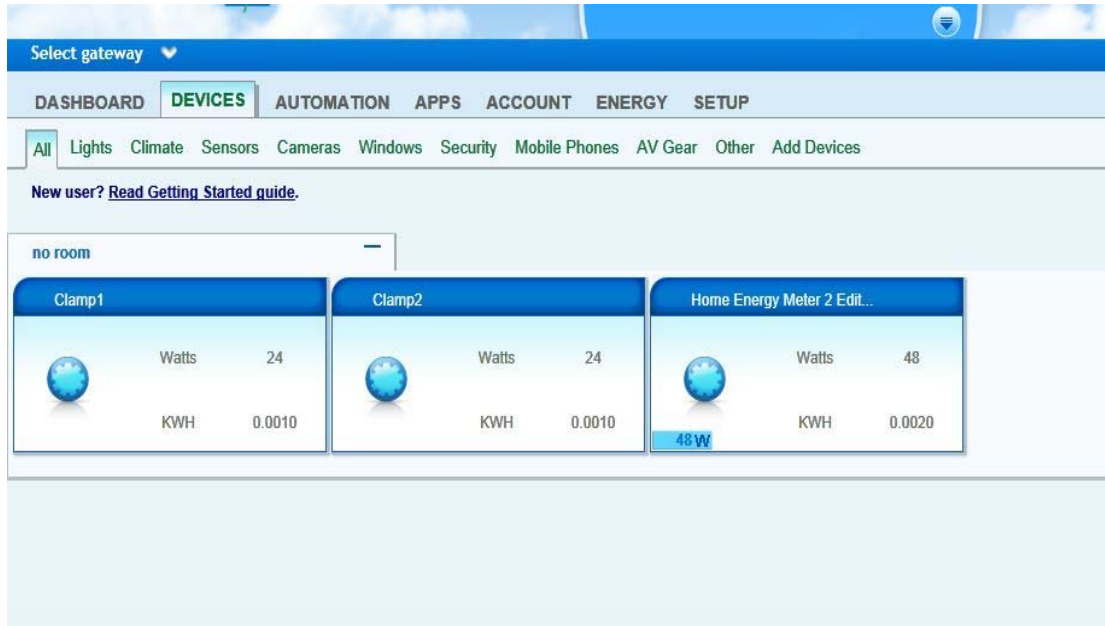 Select gateway
DASHBOARD DEVICES AUTOMATION APPS ACCOUNT ENERGY SETUP
All Lights Climate Sensors Cameras Windows Security Mobile Phones AV Gear Other Add Devices
New user? Read Getting Started guide.
no room
Clamp1
Watts 24
KWH 0.0010
Clamp2
Watts 24
KWH 0.0010
Home Energy Meter 2 Edit...
Watts 48
KWH 0.0020
48 W